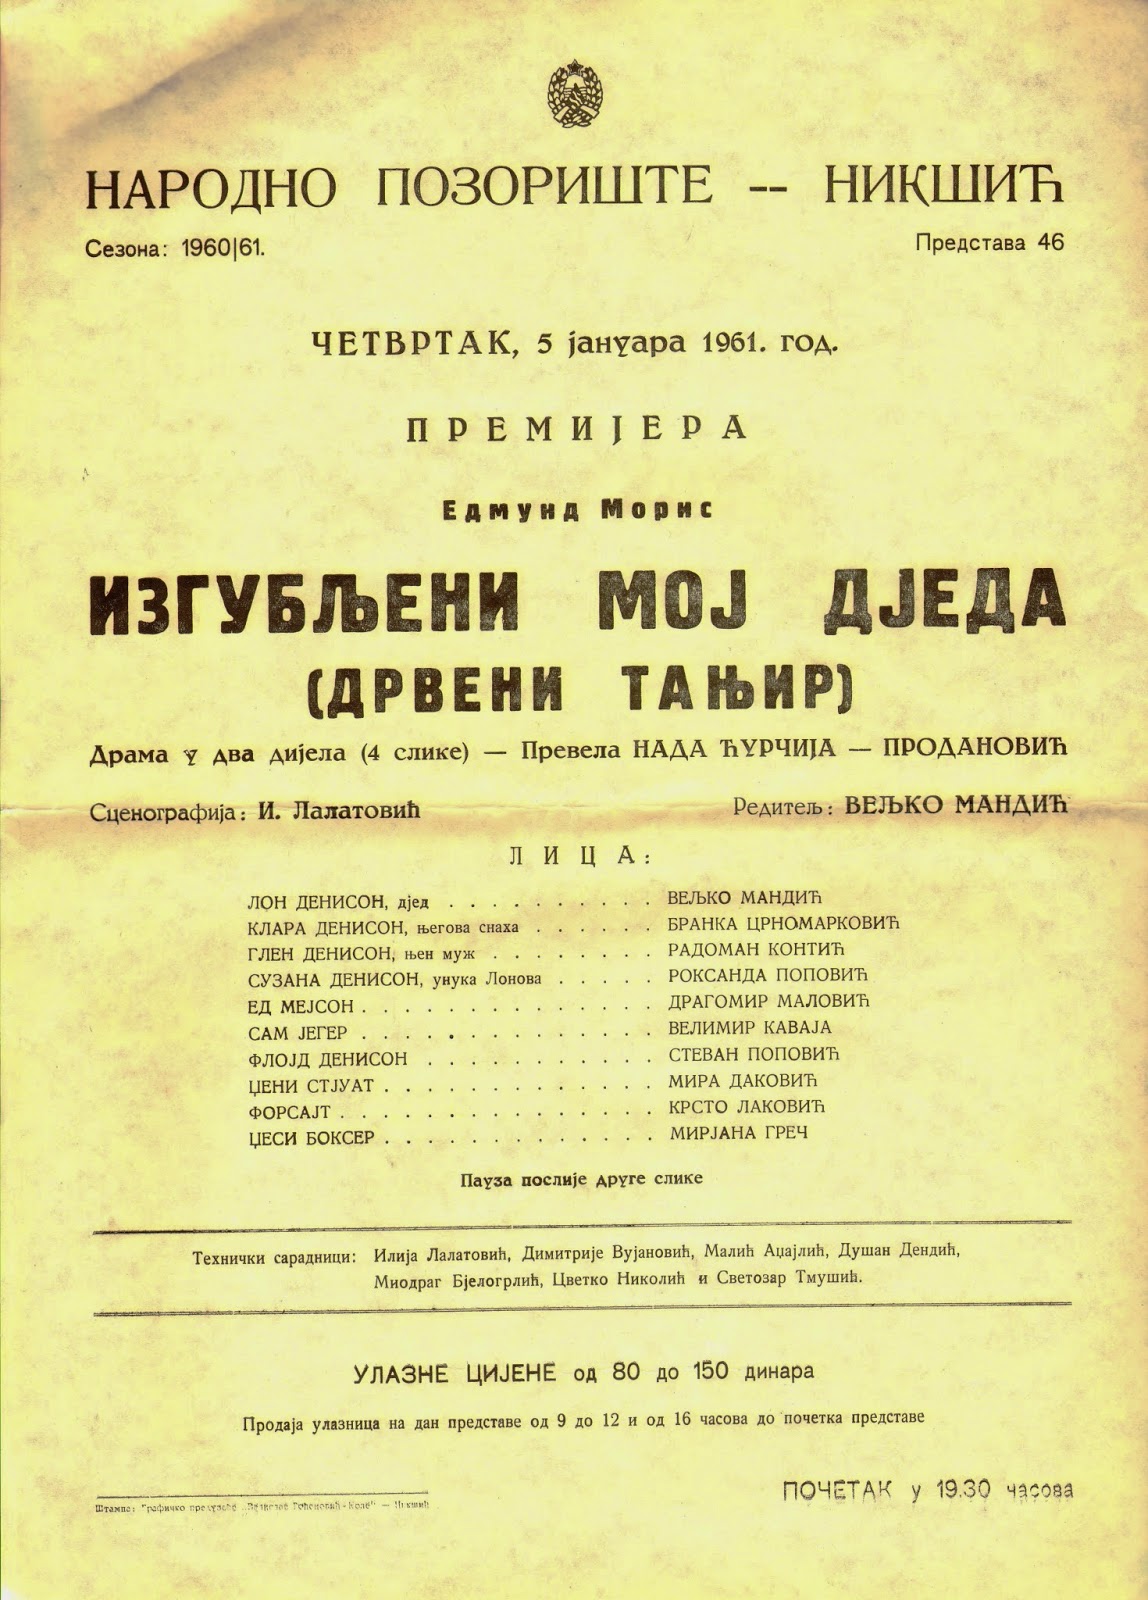 НАРОДНО ПОЗОРИШТЕ -- НИКШИЋ
Сезона: 1960|61.
Представа 46
ЧЕТВРТАК, 5 јануара 1961. год.
ПРЕМИЈЕРА
Едмунд Морис
ИЗГУБЉЕНИ МОЈ ДЈЕДА
(ДРВЕНИ ТАЊИР)
Драма у два дијела (4 слике) — Превела НАДА ЋУРЧИЈА — ПРОДАНОВИЋ
Сценографија: И. Лалатовић
Редитељ: ВЕЉКО МАНДИЋ
ЛИЦА:
ЛОН ДЕНИСОН, дјед . . . . . . . . . . ВЕЉКО МАНДИЋ
КЛАРА ДЕНИСОН, његова снаха . . . . . . БРАНКА ЦРНОМАРКОВИЋ
ГЛЕН ДЕНИСОН, њен муж . . . . . . . . РАДОМАН КОНТИЋ
СУЗАНА ДЕНИСОН, унука Лонова . . . . . РОКСАНДА ПОПОВИЋ
ЕД МЕЈСОН . . . . . . . . . . . . . . ДРАГОМИР МАЛОВИЋ
САМ ЈЕГЕР . . . . . . . . . . . . . . ВЕЛИМИР КАВАЈА
ФЛОЈД ДЕНИСОН . . . . . . . . . . . СТЕВАН ПОПОВИЋ
ЏЕНИ СТЈУАТ . . . . . . . . . . . . . МИРА ДАКОВИЋ
ФОРСАЈТ . . . . . . . . . . . . . . . КРСТО ЛАКОВИЋ
ЏЕСИ БОКСЕР . . . . . . . . . . . . . МИРЈАНА ГРЕЧ
Пауза послије друге слике
Технички сарадници: Илија Лалатовић, Димитрије Вујановић, Малић Аџајлић, Душан Дендић,
Миодраг Бјелогрлић, Цветко Николић и Светозар Тмушић.
УЛАЗНЕ ЦИЈЕНЕ од 80 до 150 динара
Продаја улазница на дан представе од 9 до 12 и од 16 часова до почетка представе
ПОЧЕТАК у 19.30 часова
Штампа: Графичко предузеће — Никшић